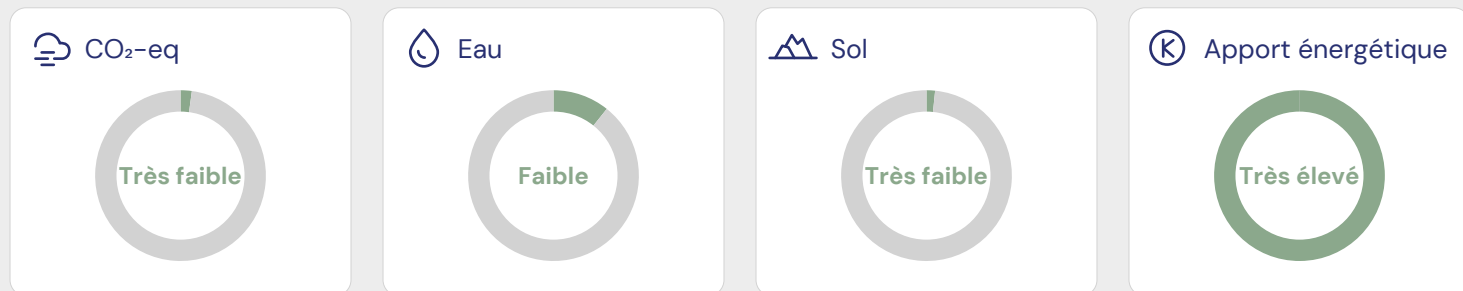 CO₂-eq
Très faible
Eau
Faible
Sol
Très faible
K
Apport énergétique
Très élevé